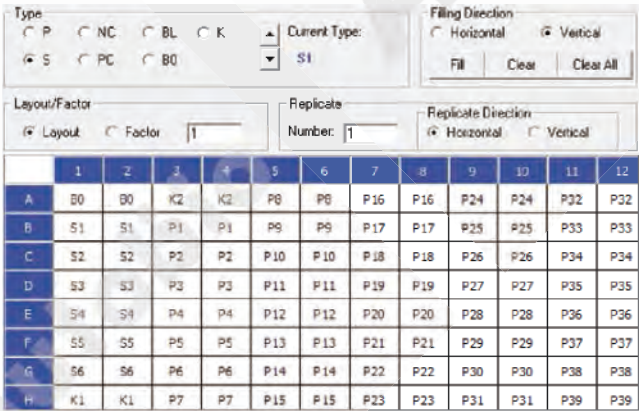 Type
P NC BL K Current Type:
S PC B0 S1
Filling Direction
Horizontal Vertical
Fill Clear Clear All
Layout/Factor
Layout Factor 1
Replicate
Number: 1
Replicate Direction
Horizontal Vertical
1 2 3 4 5 6 7 8 9 10 11 12
A B0 B0 K2 K2 P8 P8 P16 P16 P24 P24 P32 P32
B S1 S1 P1 P1 P9 P9 P17 P17 P25 P25 P33 P33
C S2 S2 P2 P2 P10 P10 P18 P18 P26 P26 P34 P34
D S3 S3 P3 P3 P11 P11 P19 P19 P27 P27 P35 P35
E S4 S4 P4 P4 P12 P12 P20 P20 P28 P28 P36 P36
F S5 S5 P5 P5 P13 P13 P21 P21 P29 P29 P37 P37
G S6 S6 P6 P6 P14 P14 P22 P22 P30 P30 P38 P38
H K1 K1 P7 P7 P15 P15 P23 P23 P31 P31 P39 P39